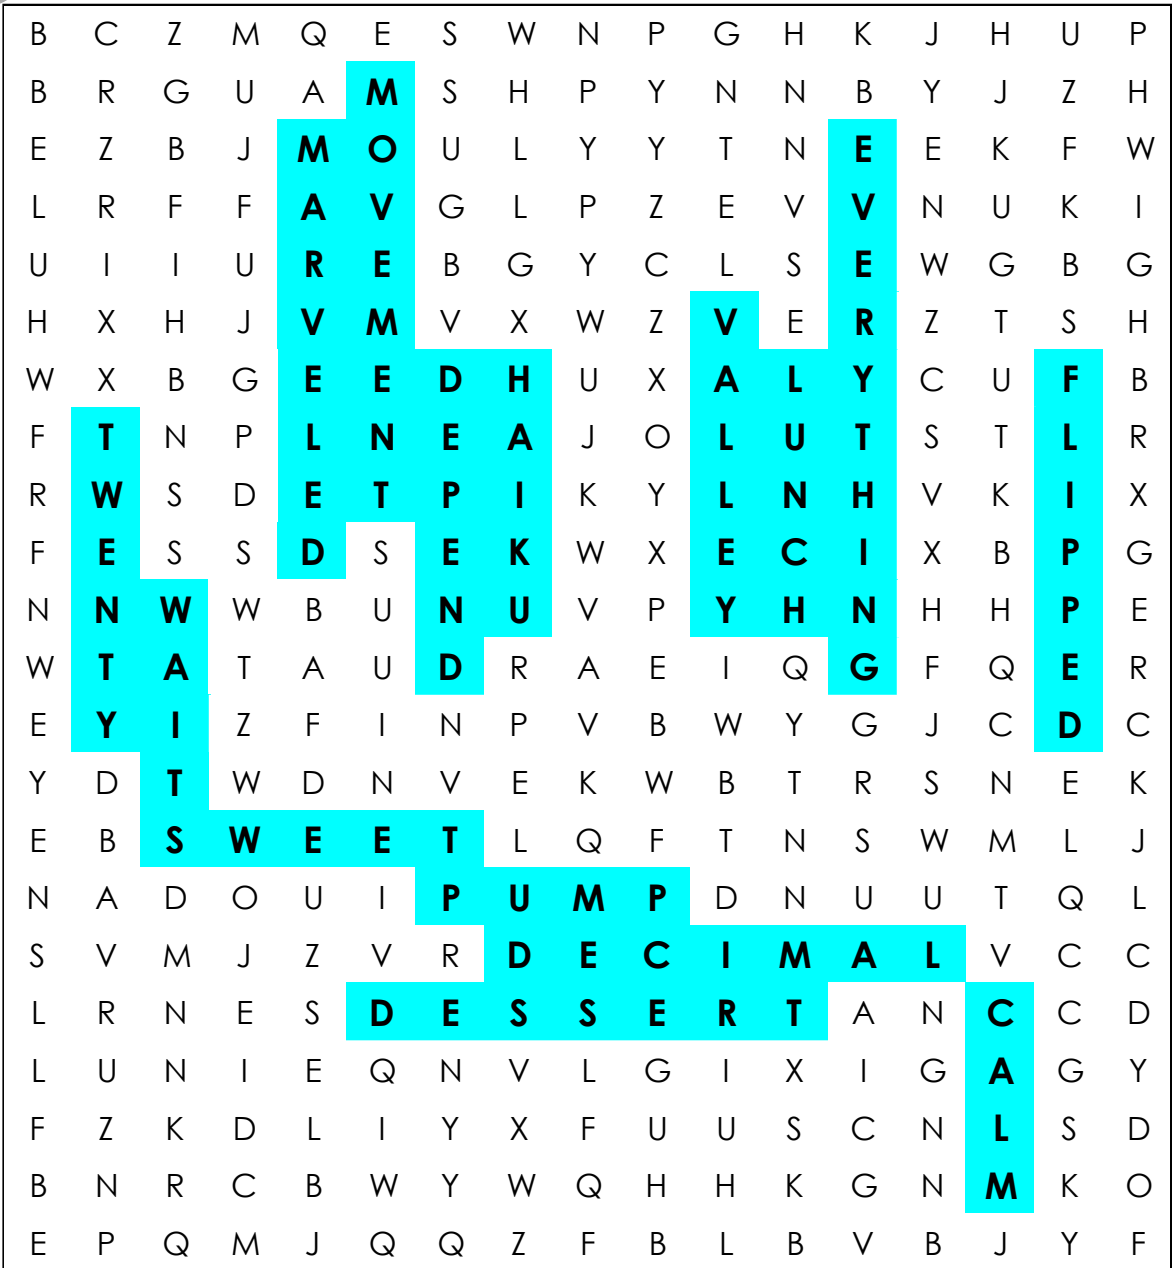 B C Z M Q E S W N P G H K J H U P
B R G U A M S H P Y N N B Y J Z H
E Z B J M O U L Y Y T N E E K F W
L R F F A V G L P Z E V V N U K I
U I I U R E B G Y C L S E W G B G
H X H J V M V X W Z V E R Z T S H
W X B G E E D H U X A L Y C U F B
F T N P L N E A J O L U T S T L R
R W S D E T P I K Y L N H V K I X
F E S S D S E K W X E C I X B P G
N N W W B U N U V P Y H N H H P E
W T A T A U D R A E I Q G F Q E R
E Y I Z F I N P V B W Y G J C D C
Y D T W D N V E K W B T R S N E K
E B S W E E T L Q F T N S W M L J
N A D O U I P U M P D N U U T Q L
S V M J Z V R D E C I M A L V C C
L R N E S D E S S E R T A N C C D
L U N I E Q N V L G I X I G A G Y
F Z K D L I Y X F U U S C N L S D
B N R C B W Y W Q H H K G N M K O
E P Q M J Q Q Z F B L B V B J Y F